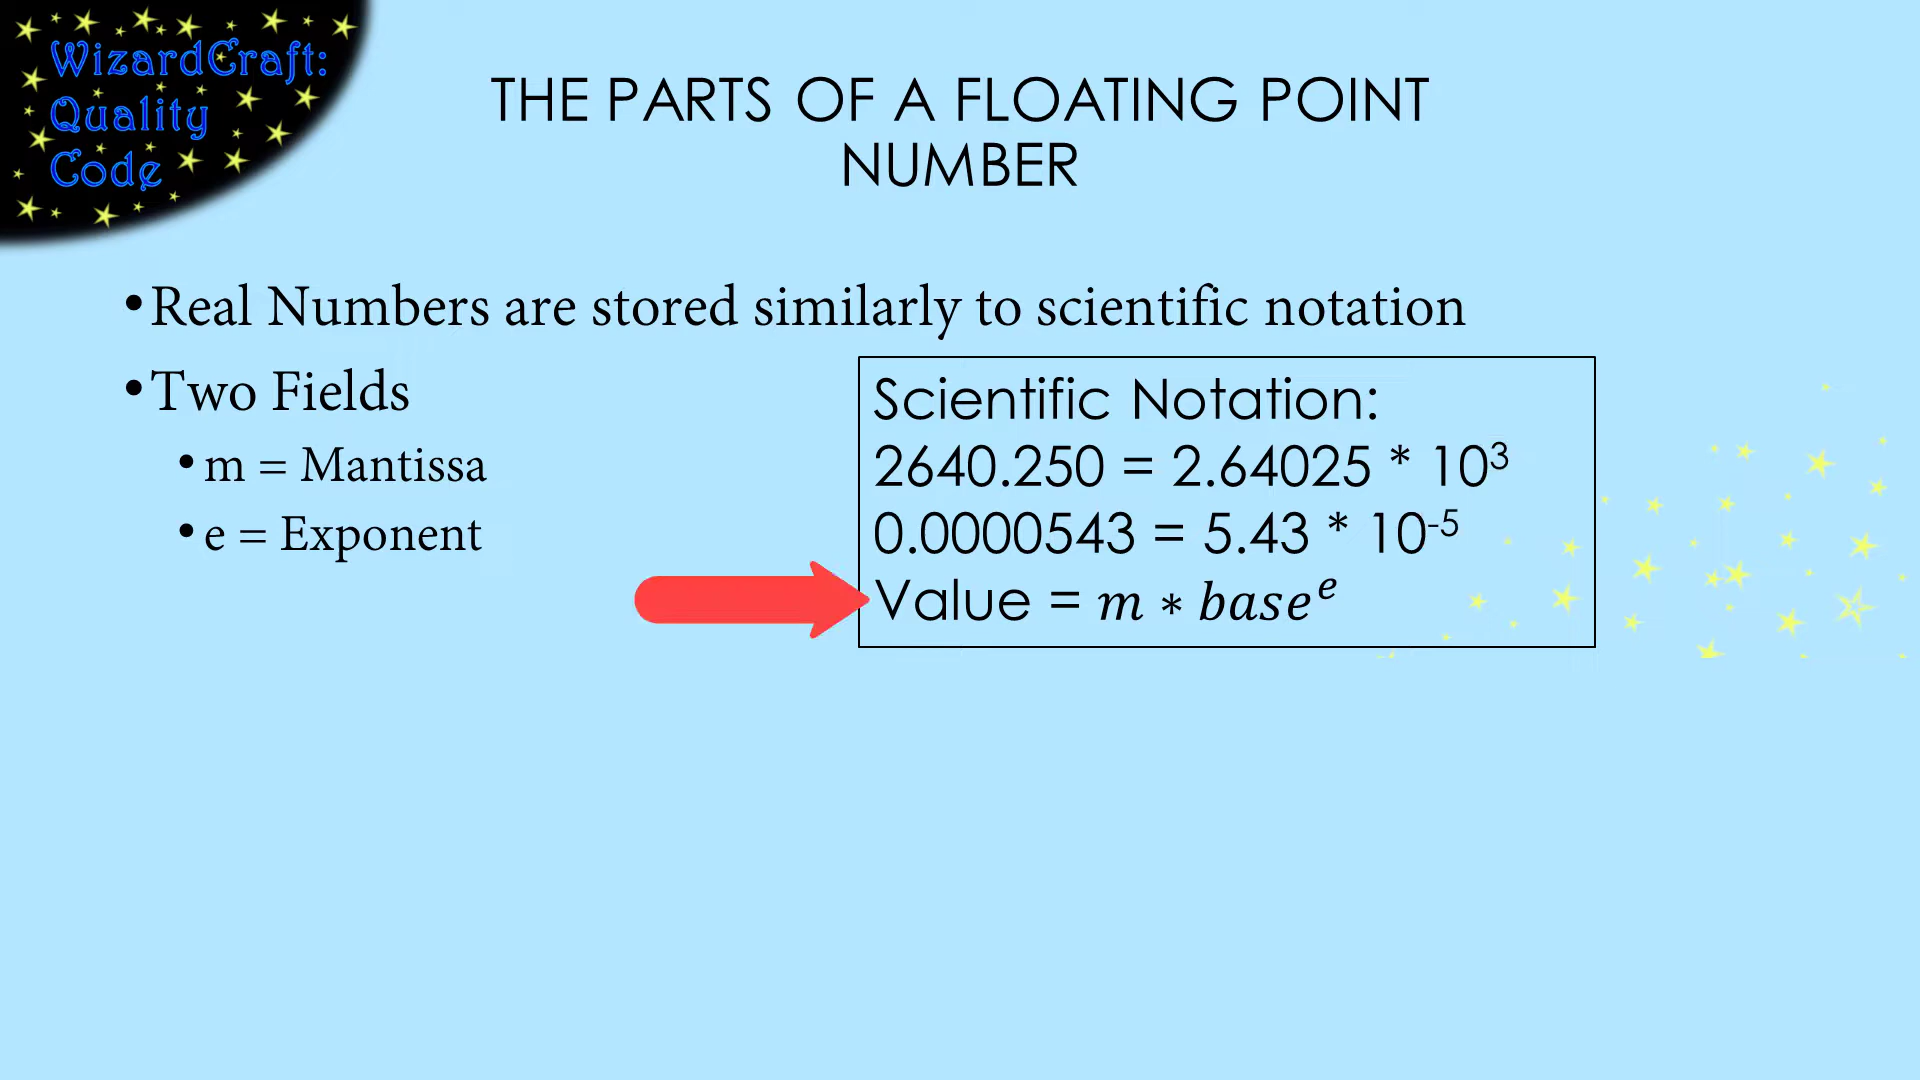 WizardCraft:
Quality
Code
THE PARTS OF A FLOATING POINT
NUMBER
•Real Numbers are stored similarly to scientific notation
•Two Fields
•m = Mantissa
•e = Exponent
Scientific Notation:
2640.250 = 2.64025 * 10³
0.0000543 = 5.43 * 10⁻⁵
Value = 𝑚 ∗ 𝑏𝑎𝑠𝑒ᵉ